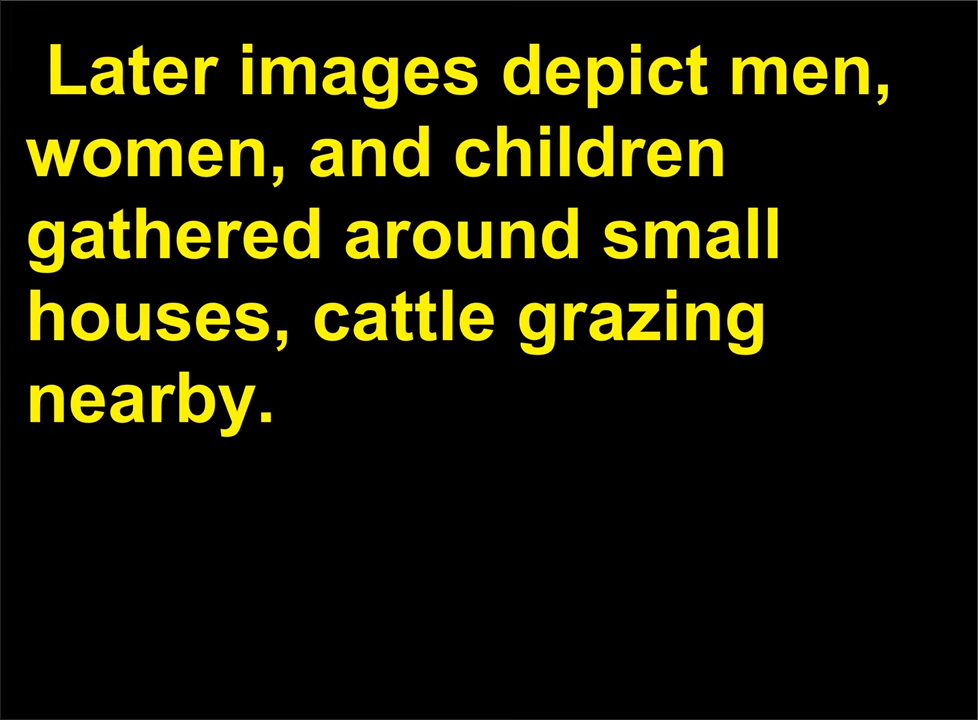 Later images depict men,
women, and children
gathered around small
houses, cattle grazing
nearby.